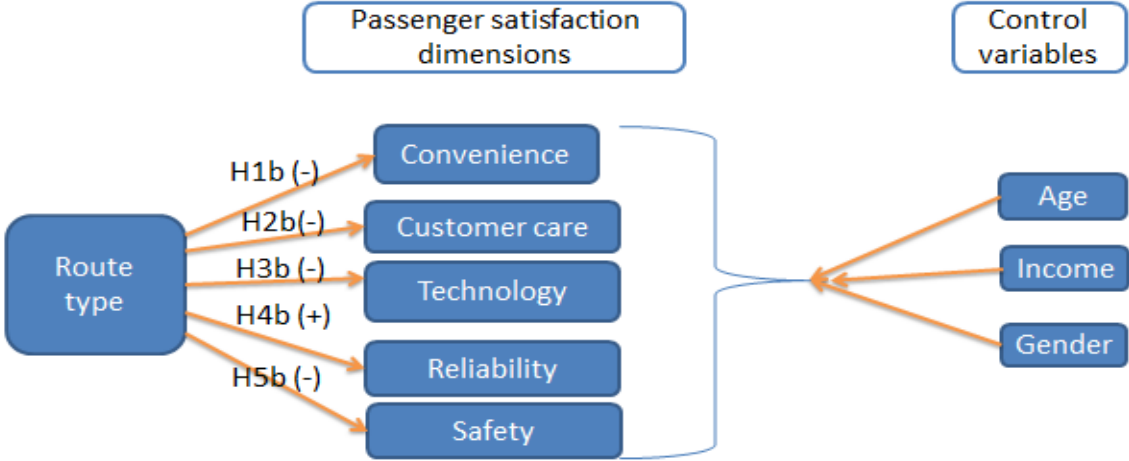 Passenger satisfaction
dimensions
Control
variables
Convenience
H1b (-)
Customer care
H2b(-)
Route
type
H3b (-)
Technology
H4b (+)
Reliability
H5b (-)
Safety
Age
Income
Gender